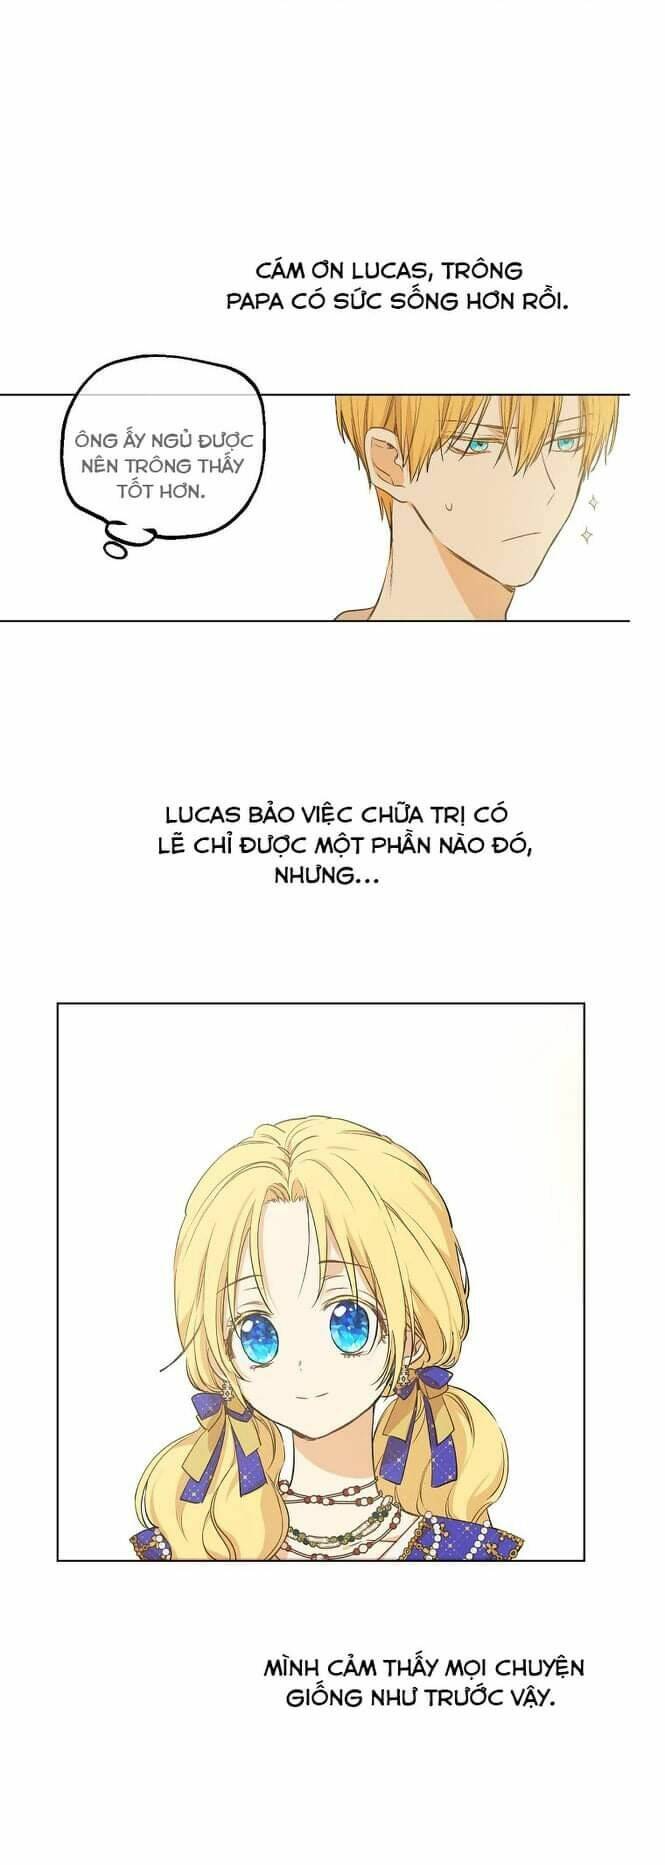 CÁM ƠN LUCAS, TRÔNG
PAPA CÓ SỨC SỐNG HƠN RỒI.
ÔNG ẤY NGỦ ĐƯỢC
NÊN TRÔNG THẤY
TỐT HƠN.
LUCAS BẢO VIỆC CHỮA TRỊ CÓ
LẼ CHỈ ĐƯỢC MỘT PHẦN NÀO ĐÓ,
NHƯNG...
MÌNH CẢM THẤY MỌI CHUYỆN
GIỐNG NHƯ TRƯỚC VẬY.